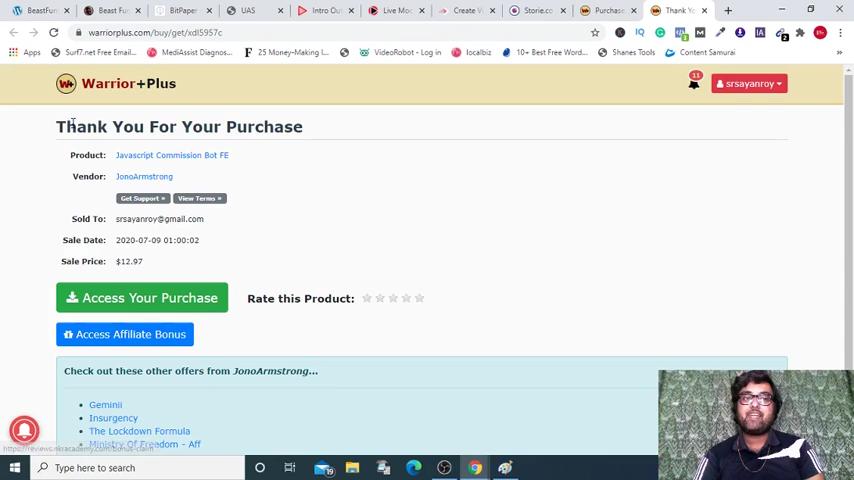 BeastFun
Beast Fu
BitPaper
UAS
Intro Ou
Live Moc
Create Vi
Storie.co
Purchase
Thank Yo
warriorplus.com/buy/get/xdl5957c
Apps
Surf7.net Free Email...
MediAssist Diagnos...
25 Money-Making I...
VideoRobot - Log in
localbiz
10+ Best Free Word...
Shanes Tools
Content Samurai
W+ Warrior+Plus
11
srsayanroy
Thank You For Your Purchase
Product: Javascript Commission Bot FE
Vendor: JonoArmstrong
Get Support » View Terms »
Sold To: srsayanroy@gmail.com
Sale Date: 2020-07-09 01:00:02
Sale Price: $12.97
Access Your Purchase
Rate this Product:
Access Affiliate Bonus
Check out these other offers from JonoArmstrong...
Geminii
Insurgency
The Lockdown Formula
Ministry Of Freedom - Aff
Type here to search
19